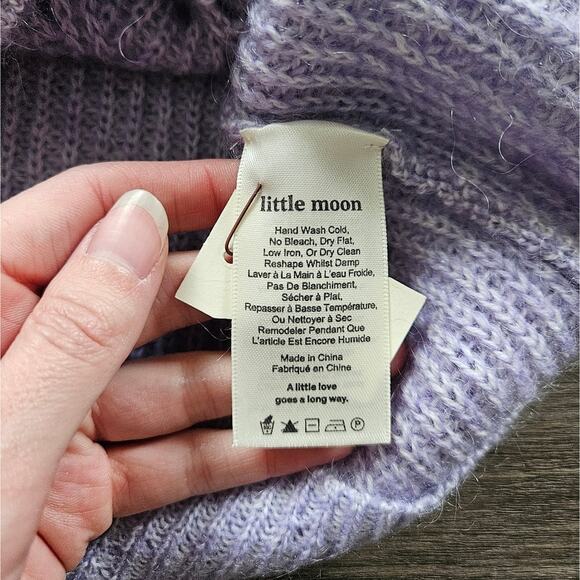 little moon
Hand Wash Cold,
No Bleach, Dry Flat,
Low Iron, Or Dry Clean
Reshape Whilst Damp
Laver à La Main à L'eau Froide,
Pas De Blanchiment,
Sécher à Plat,
Repasser à Basse Température,
Ou Nettoyer à Sec
Remodeler Pendant Que
L'article Est Encore Humide
Made in China
Fabriqué en Chine
A little love
goes a long way.